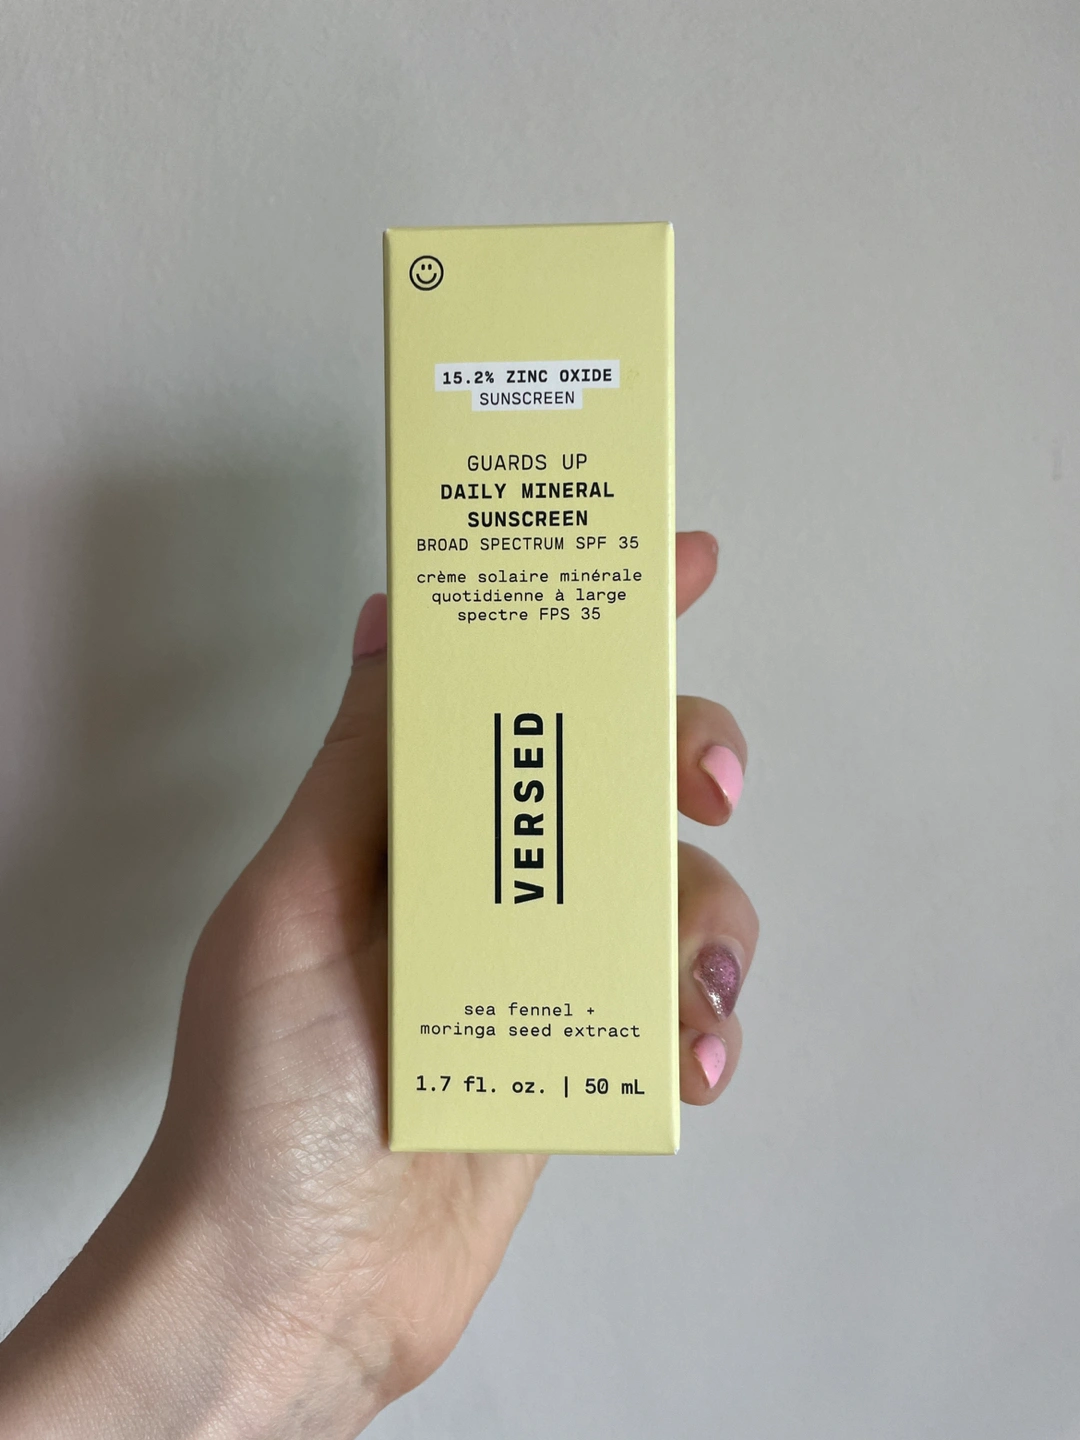 15.2% ZINC OXIDE
SUNSCREEN
GUARDS UP
DAILY MINERAL
SUNSCREEN
BROAD SPECTRUM SPF 35
crème solaire minérale
quotidienne à large
spectre FPS 35
VERSED
sea fennel +
moringa seed extract
1.7 fl. oz. | 50 mL